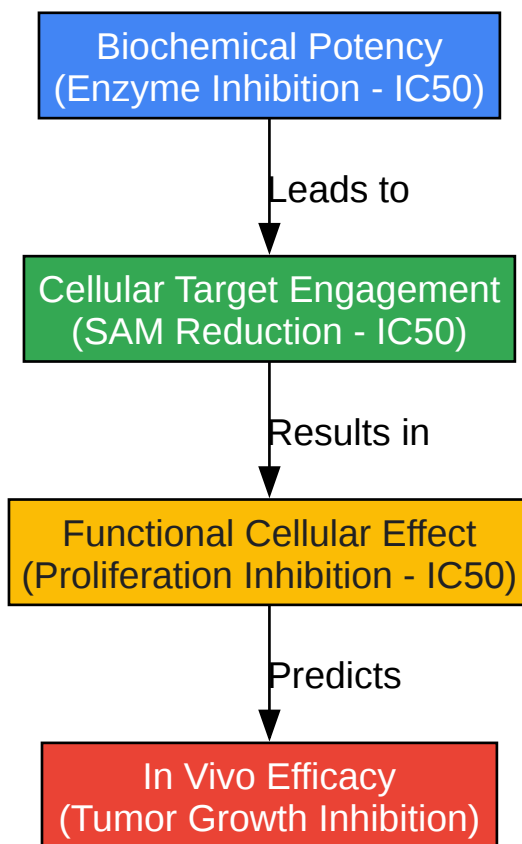 Biochemical Potency
(Enzyme Inhibition - IC50)
Leads to
Cellular Target Engagement
(SAM Reduction - IC50)
Results in
Functional Cellular Effect
(Proliferation Inhibition - IC50)
Predicts
In Vivo Efficacy
(Tumor Growth Inhibition)